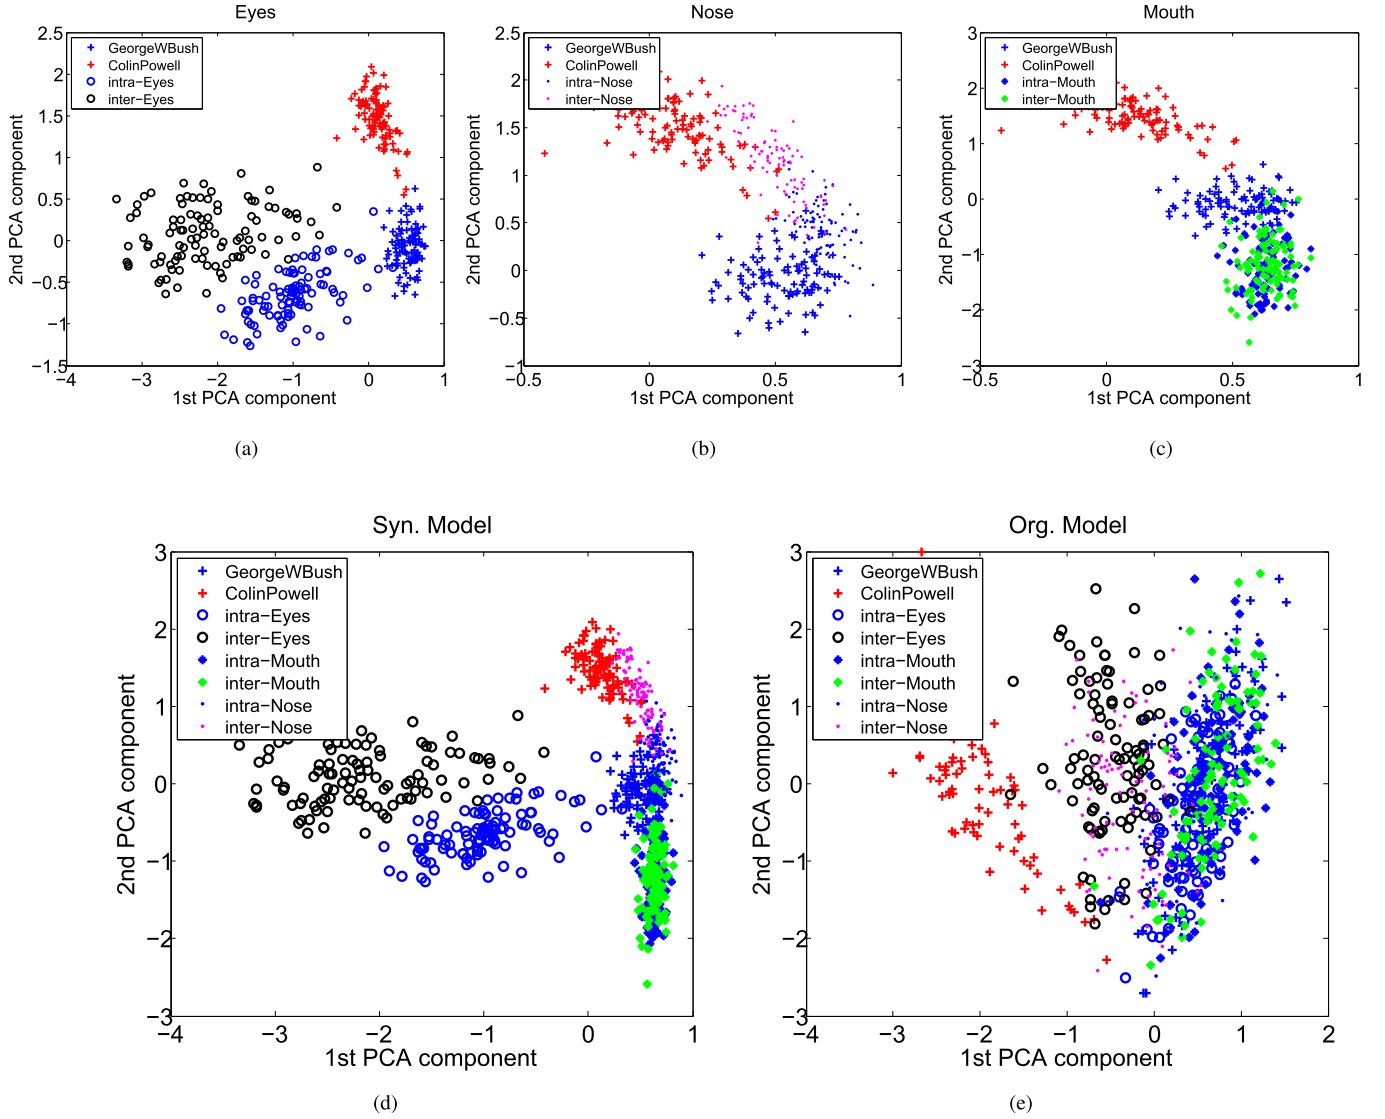 Eyes
2.5
2
1.5
1
0.5
0
−0.5
−1
−1.5
−4 −3 −2 −1 0 1
1st PCA component
2nd PCA component
GeorgeWBush
ColinPowell
intra−Eyes
inter−Eyes
(a)
Nose
2.5
2
1.5
1
0.5
0
−0.5
−1
−0.5 0 0.5 1
1st PCA component
2nd PCA component
GeorgeWBush
ColinPowell
intra−Nose
inter−Nose
(b)
Mouth
3
2
1
0
−1
−2
−3
−0.5 0 0.5 1
1st PCA component
2nd PCA component
GeorgeWBush
ColinPowell
intra−Mouth
inter−Mouth
(c)
Syn. Model
3
2
1
0
−1
−2
−3
−4 −3 −2 −1 0 1
1st PCA component
2nd PCA component
GeorgeWBush
ColinPowell
intra−Eyes
inter−Eyes
intra−Mouth
inter−Mouth
intra−Nose
inter−Nose
(d)
Org. Model
3
2
1
0
−1
−2
−3
−4 −3 −2 −1 0 1 2
1st PCA component
2nd PCA component
GeorgeWBush
ColinPowell
intra−Eyes
inter−Eyes
intra−Mouth
inter−Mouth
intra−Nose
inter−Nose
(e)